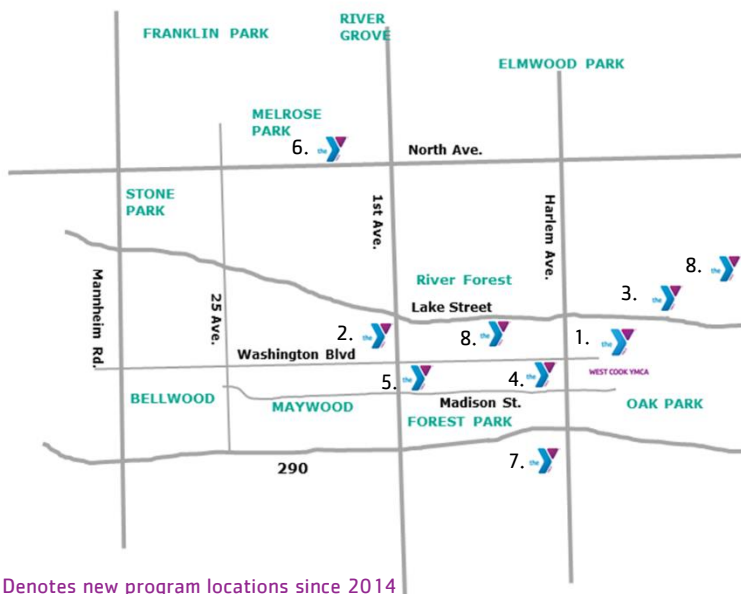 RIVER
GROVE
FRANKLIN PARK
ELMWOOD PARK
MELROSE
PARK
6. the Y
North Ave.
STONE
PARK
1st Ave.
Harlem Ave.
8. the Y
River Forest
3. the Y
Mannheim Rd.
25 Ave.
Lake Street
2. the Y
8. the Y
1. the Y
Washington Blvd
WEST COOK YMCA
5. the Y
4. the Y
BELLWOOD
MAYWOOD
Madison St.
OAK PARK
FOREST PARK
7. the Y
290
Denotes new program locations since 2014